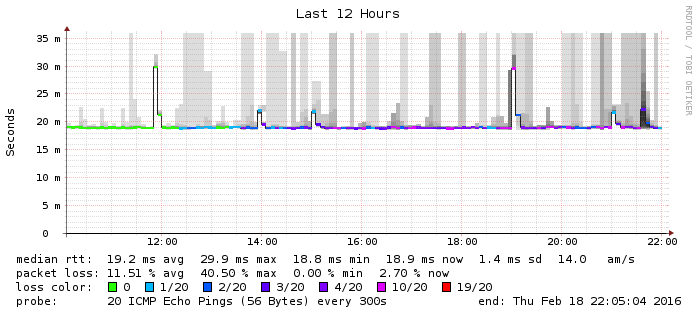 Last 12 Hours
RRDTOOL / TOBI OETIKER
Seconds
35 m
30 m
25 m
20 m
15 m
10 m
5 m
0
12:00 14:00 16:00 18:00 20:00 22:00
median rtt: 19.2 ms avg 29.9 ms max 18.8 ms min 18.9 ms now 1.4 ms sd 14.0 am/s
packet loss: 11.51 % avg 40.50 % max 0.00 % min 2.70 % now
loss color: 0 1/20 2/20 3/20 4/20 10/20 19/20
probe: 20 ICMP Echo Pings (56 Bytes) every 300s end: Thu Feb 18 22:05:04 2016